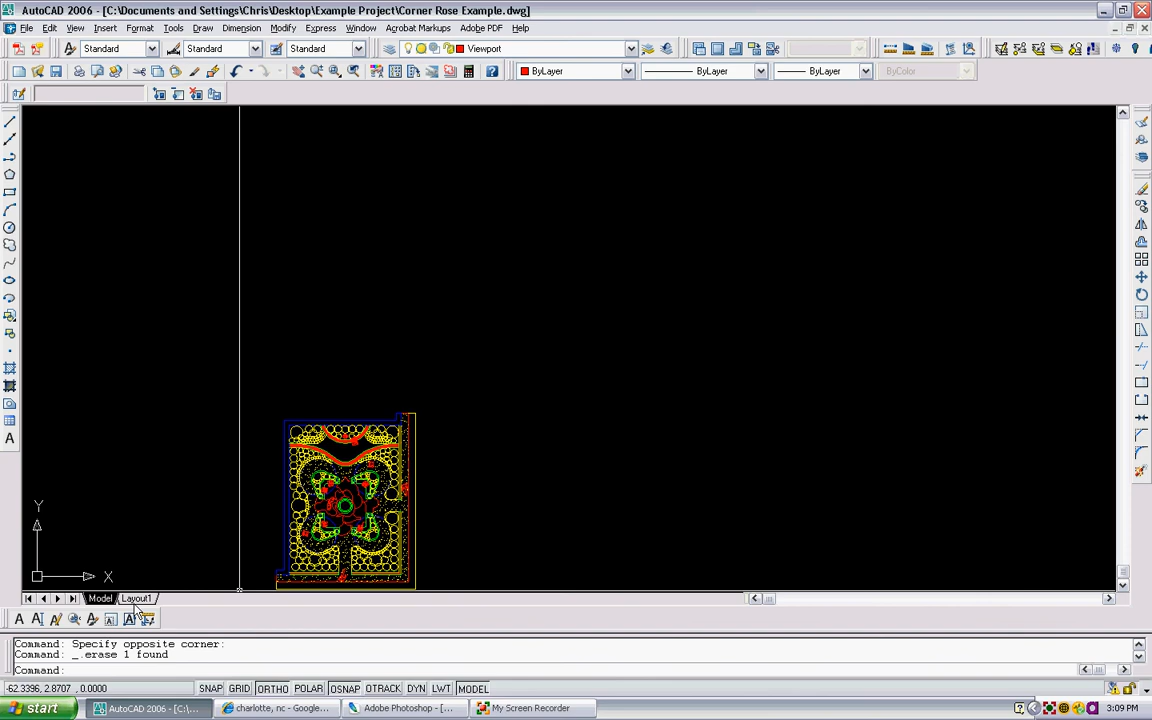 AutoCAD 2006 - [C:\Documents and Settings\Chris\Desktop\Example Project\Corner Rose Example.dwg]
File Edit View Insert Format Tools Draw Dimension Modify Express Window Acrobat Markups Adobe PDF Help
Standard Standard Standard Viewport
ByLayer ByLayer ByLayer ByColor
Y
X
Model Layout1
Command: Specify opposite corner:
Command: _.erase 1 found
Command:
-62.3396, 2.8707 , 0.0000 SNAP GRID ORTHO POLAR OSNAP OTRACK DYN LWT MODEL
start AutoCAD 2006 - [C:\... charlotte, nc - Google... Adobe Photoshop - [... My Screen Recorder 3:09 PM